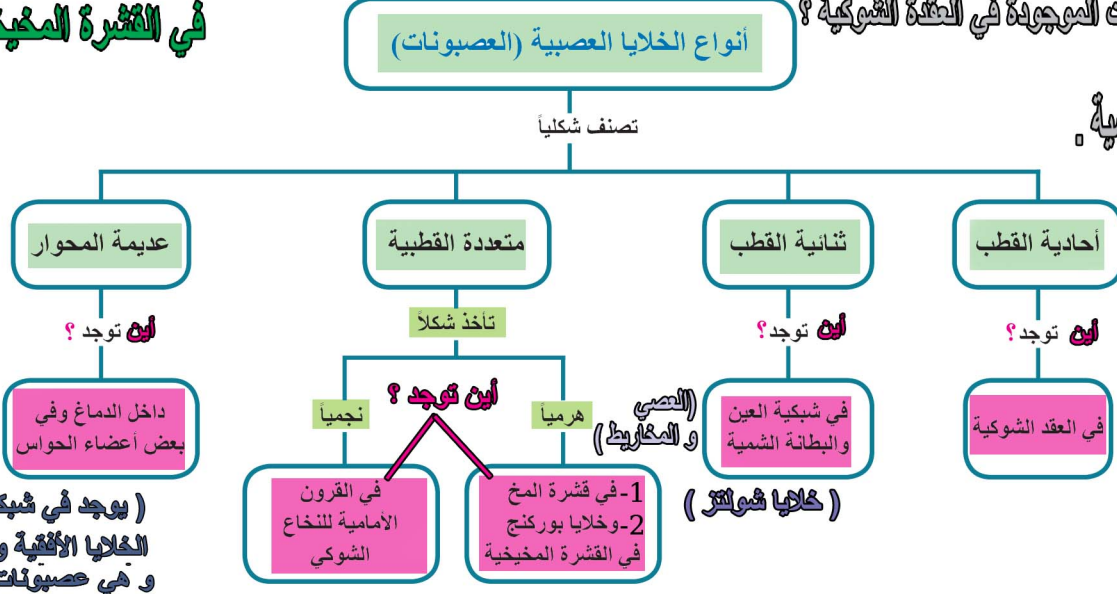 في القشرة المخيخ
الموجودة في العقدة الشوكية ؟
أنواع الخلايا العصبية (العصبونات)
تصنف شكلياً
أحادية القطب
ثنائية القطب
متعددة القطبية
عديمة المحوار
أين توجد ؟
أين توجد؟
تأخذ شكلاً
أين توجد ؟
هرمياً
نجمياً
أين توجد ؟
في العقد الشوكية
(العصي
و المخاريط )
في شبكية العين
والبطانة الشمية
( خلايا شولتز )
1- في قشرة المخ
2- وخلايا بوركنج
في القشرة المخيخية
في القرون
الأمامية للنخاع
الشوكي
داخل الدماغ وفي
بعض أعضاء الحواس
( يوجد في شبك
الخلايا الأفقية و
و هي عصبونات